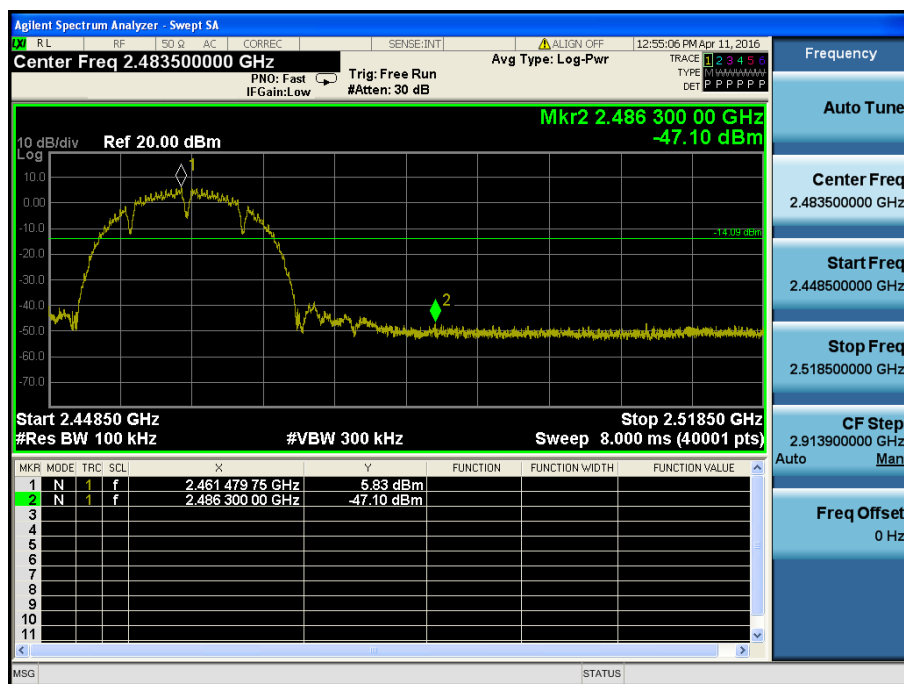 Agilent Spectrum Analyzer - Swept SA
LXI RL RF 50 Ω AC CORREC SENSE:INT ALIGN OFF 12:55:06 PM Apr 11, 2016
Center Freq 2.483500000 GHz
PNO: Fast
IFGain:Low
Trig: Free Run
#Atten: 30 dB
Avg Type: Log-Pwr
TRACE 1 2 3 4 5 6
TYPE M
DET P P P P P P
Mkr2 2.486 300 00 GHz
-47.10 dBm
10 dB/div Ref 20.00 dBm
Log
10.0
0.00
-10.0
-20.0
-30.0
-40.0
-50.0
-60.0
-70.0
1
-14.09 dBm
2
Start 2.44850 GHz Stop 2.51850 GHz
#Res BW 100 kHz #VBW 300 kHz Sweep 8.000 ms (40001 pts)
MKR MODE TRC SCL X Y FUNCTION FUNCTION WIDTH FUNCTION VALUE
1 N 1 f 2.461 479 75 GHz 5.83 dBm
2 N 1 f 2.486 300 00 GHz -47.10 dBm
3
4
5
6
7
8
9
10
11
MSG STATUS
Frequency
Auto Tune
Center Freq
2.483500000 GHz
Start Freq
2.448500000 GHz
Stop Freq
2.518500000 GHz
CF Step
2.913900000 GHz
Auto Man
Freq Offset
0 Hz